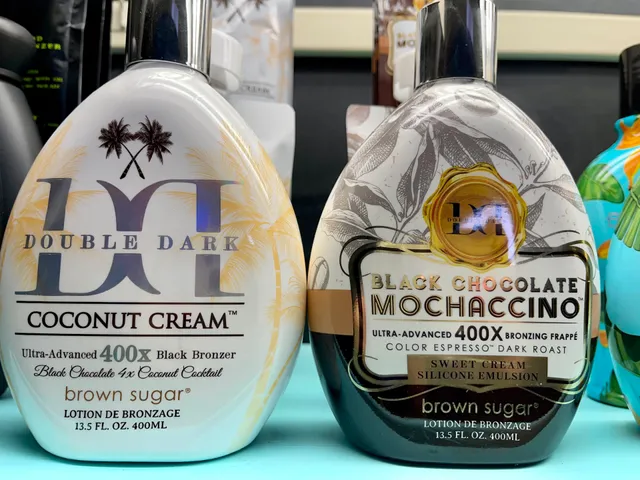 DD
DOUBLE DARK
COCONUT CREAM™
Ultra-Advanced 400x Black Bronzer
Black Chocolate 4x Coconut Cocktail
brown sugar®
LOTION DE BRONZAGE
13.5 FL. OZ. 400ML
DD
BLACK CHOCOLATE
MOCHACCINO™
ULTRA-ADVANCED 400X BRONZING FRAPPÉ
COLOR ESPRESSO™ DARK ROAST
SWEET CREAM
SILICONE EMULSION
brown sugar®
LOTION DE BRONZAGE
13.5 FL. OZ. 400ML